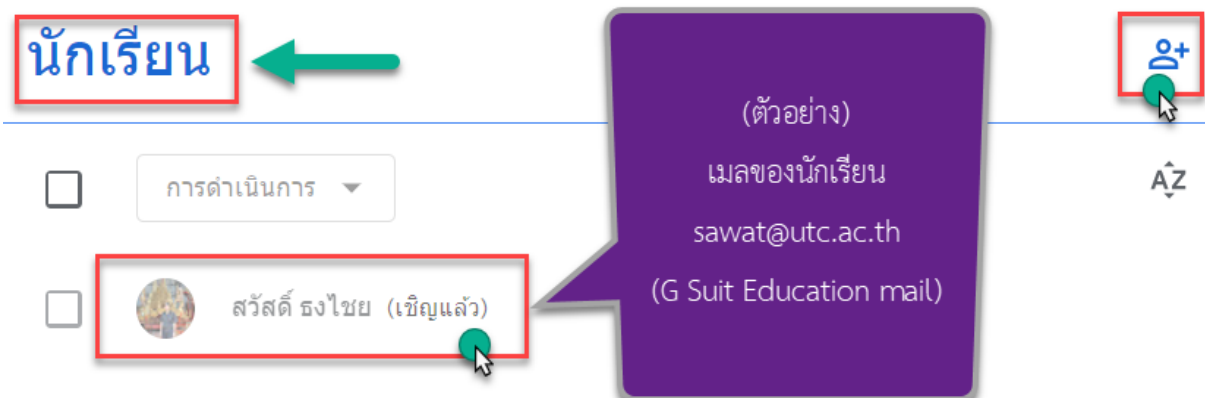 นักเรียน
(ตัวอย่าง)
เมลของนักเรียน
sawat@utc.ac.th
(G Suit Education mail)
การดำเนินการ
AZ
สวัสดิ์ ธงไชย (เชิญแล้ว)